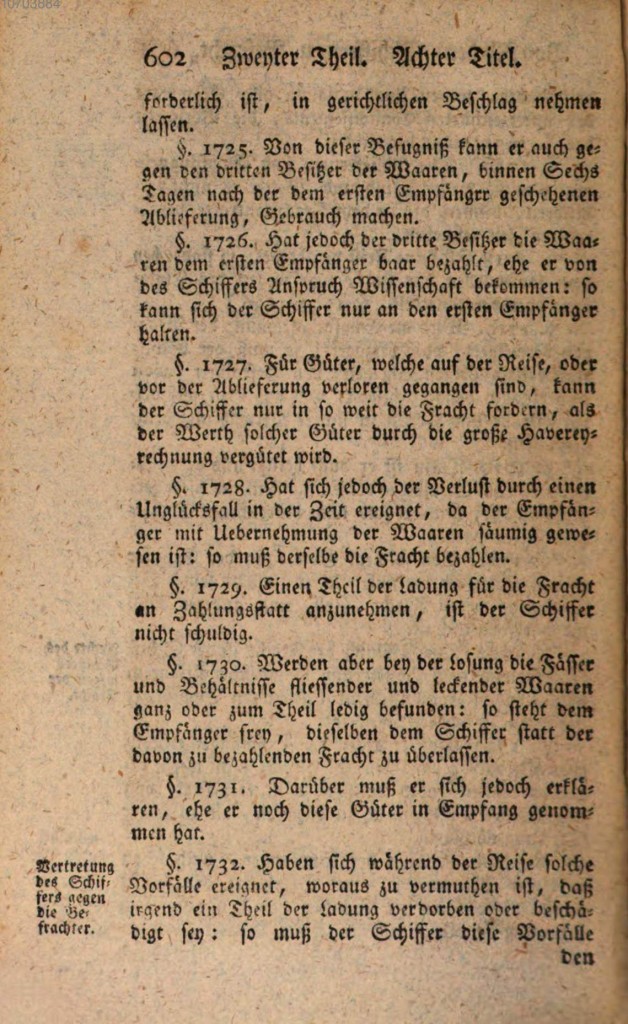 10703884
602 Zweyter Theil. Achter Titel.
forderlich ist, in gerichtlichen Beschlag nehmen
lassen.
§. 1725. Von dieser Befugniß kann er auch ge-
gen den dritten Besitzer der Waaren, binnen Sechs
Tagen nach der dem ersten Empfängrr geschehenen
Ablieferung, Gebrauch machen.
§. 1726. Hat jedoch der dritte Besitzer die Waa-
ren dem ersten Empfänger baar bezahlt, ehe er von
des Schiffers Anspruch Wissenschaft bekommen: so
kann sich der Schiffer nur an den ersten Empfänger
halten.
§. 1727. Für Güter, welche auf der Reise, oder
vor der Ablieferung verloren gegangen sind, kann
der Schiffer nur in so weit die Fracht fordern, als
der Werth solcher Güter durch die große Haverey-
rechnung vergütet wird.
§. 1728. Hat sich jedoch der Verlust durch einen
Unglücksfall in der Zeit ereignet, da der Empfän-
ger mit Uebernehmung der Waaren säumig gewe-
sen ist: so muß derselbe die Fracht bezahlen.
§. 1729. Einen Theil der Ladung für die Fracht
an Zahlungsstatt anzunehmen, ist der Schiffer
nicht schuldig.
§. 1730. Werden aber bey der Losung die Fässer
und Behältnisse fliessender und leckender Waaren
ganz oder zum Theil ledig befunden: so steht dem
Empfänger frey, dieselben dem Schiffer statt der
davon zu bezahlenden Fracht zu überlassen.
§. 1731. Darüber muß er sich jedoch erklä-
ren, ehe er noch diese Güter in Empfang genom-
men hat.
Vertretung
des Schif-
fers gegen
die Be-
frachter.
§. 1732. Haben sich während der Reise solche
Vorfälle ereignet, woraus zu vermuthen ist, daß
irgend ein Theil der Ladung verdorben oder beschä-
digt sey: so muß der Schiffer diese Vorfälle
den